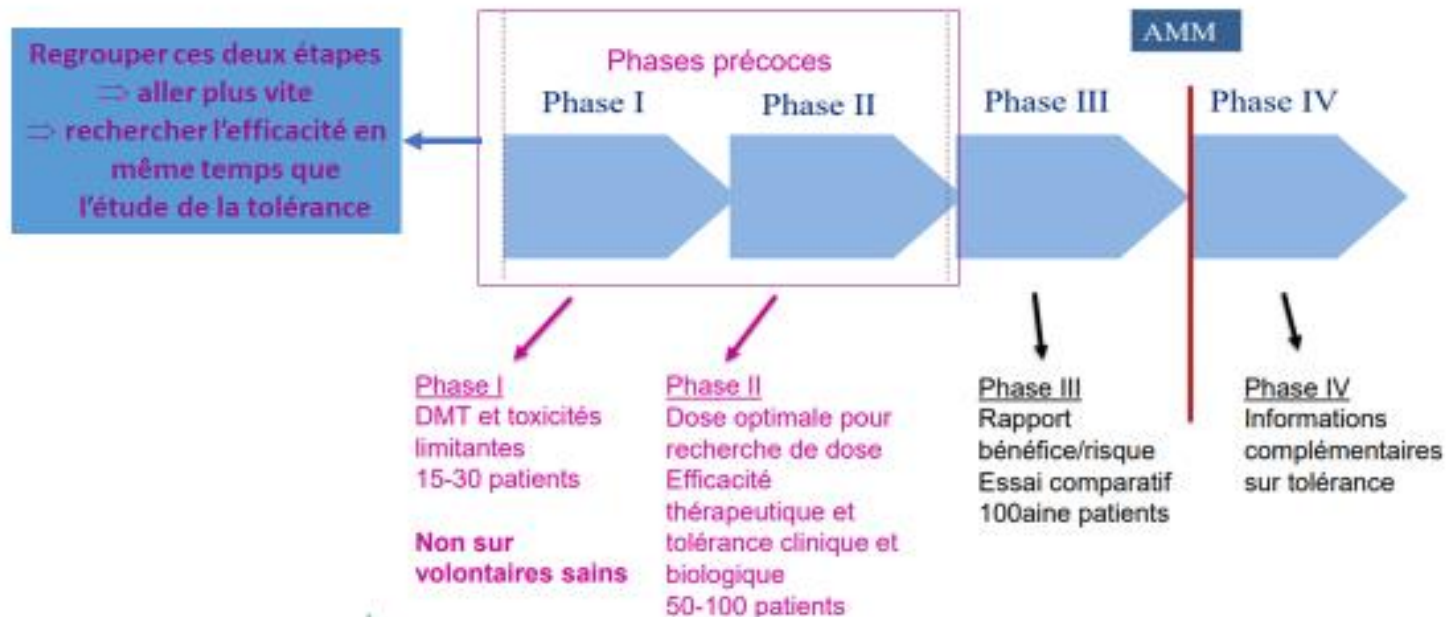 Regrouper ces deux étapes
⇒ aller plus vite
⇒ rechercher l'efficacité en
même temps que
l'étude de la tolérance
Phases précoces
AMM
Phase I
Phase II
Phase III
Phase IV
Phase I
DMT et toxicités
limitantes
15-30 patients
Non sur
volontaires sains
Phase II
Dose optimale pour
recherche de dose
Efficacité
thérapeutique et
tolérance clinique et
biologique
50-100 patients
Phase III
Rapport
bénéfice/risque
Essai comparatif
100aine patients
Phase IV
Informations
complémentaires
sur tolérance